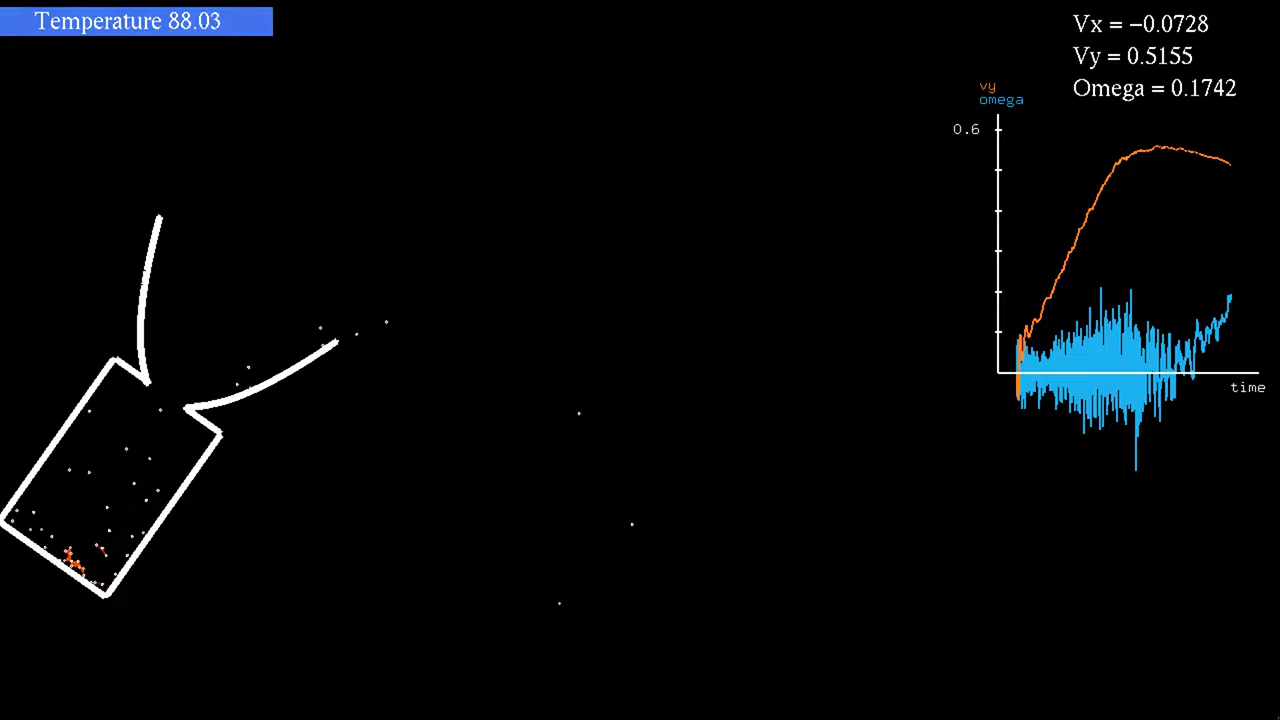 Temperature 88.03
Vx = −0.0728
Vy = 0.5155
Omega = 0.1742
vy
omega
0.6
time